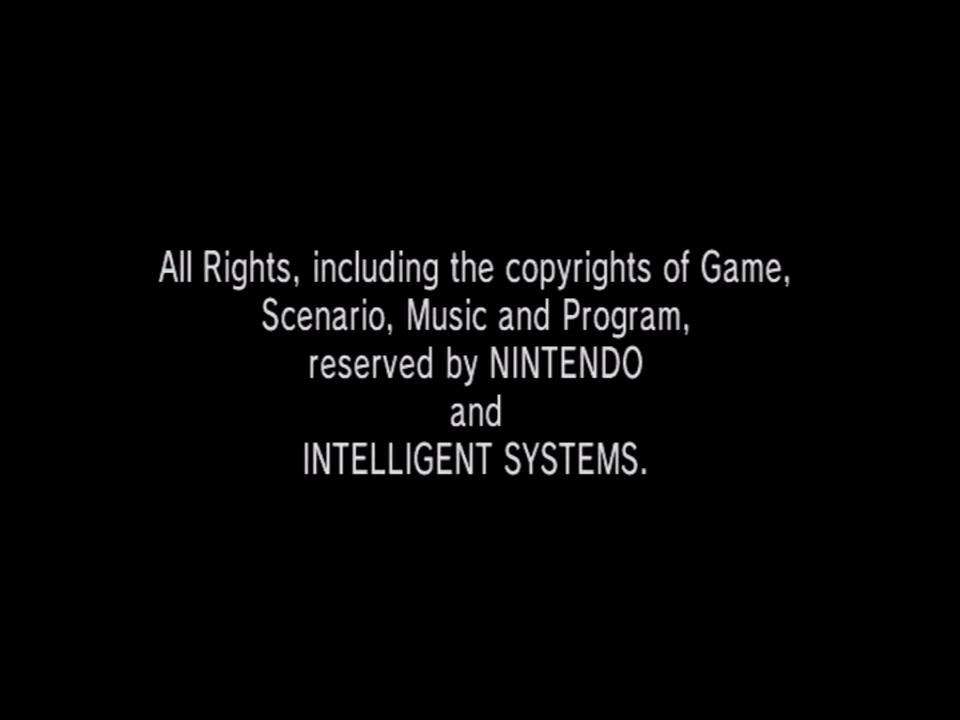 All Rights, including the copyrights of Game,
Scenario, Music and Program,
reserved by NINTENDO
and
INTELLIGENT SYSTEMS.